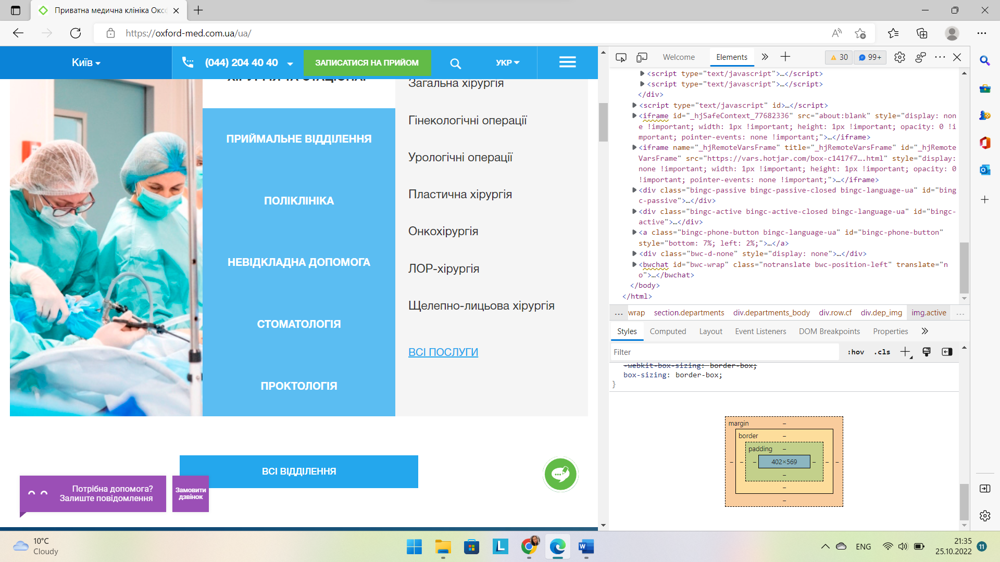 Приватна медична клініка Оксф
https://oxford-med.com.ua/ua/
Київ
(044) 204 40 40
ЗАПИСАТИСЯ НА ПРИЙОМ
УКР
ПРИЙМАЛЬНЕ ВІДДІЛЕННЯ
ПОЛІКЛІНІКА
НЕВІДКЛАДНА ДОПОМОГА
СТОМАТОЛОГІЯ
ПРОКТОЛОГІЯ
Загальна хірургія
Гінекологічні операції
Урологічні операції
Пластична хірургія
Онкохірургія
ЛОР-хірургія
Щелепно-лицьова хірургія
ВСІ ПОСЛУГИ
ВСІ ВІДДІЛЕННЯ
Потрібна допомога?
Залиште повідомлення
Замовити
дзвінок
Welcome
Elements
30
99+
<script type="text/javascript">…</script>
<script type="text/javascript">…</script>
</div>
<script type="text/javascript" id>…</script>
<iframe id="_hjSafeContext_77682336" src="about:blank" style="display: non
e !important; width: 1px !important; height: 1px !important; opacity: 0 !i
mportant; pointer-events: none !important;">…</iframe>
<iframe name="_hjRemoteVarsFrame" title="_hjRemoteVarsFrame" id="_hjRemote
VarsFrame" src="https://vars.hotjar.com/box-c1417f7….html" style="display:
none !important; width: 1px !important; height: 1px !important; opacity: 0
!important; pointer-events: none !important;">…</iframe>
<div class="bingc-passive bingc-passive-closed bingc-language-ua" id="bing
c-passive">…</div>
<div class="bingc-active bingc-active-closed bingc-language-ua" id="bingc-
active">…</div>
<a class="bingc-phone-button bingc-language-ua" id="bingc-phone-button"
style="bottom: 7%; left: 2%;">…</a>
<div class="bwc-d-none" style="display: none">…</div>
<bwchat id="bwc-wrap" class="notranslate bwc-position-left" translate="n
o">…</bwchat>
</body>
</html>
… wrap section.departments div.departments_body div.row.cf div.dep_img img.active …
Styles Computed Layout Event Listeners DOM Breakpoints Properties
Filter
:hov .cls
-webkit-box-sizing: border-box;
box-sizing: border-box;
}
margin –
border –
padding –
– – – 402×569 – – –
–
–
–
10°C
Cloudy
ENG
21:35
25.10.2022
11